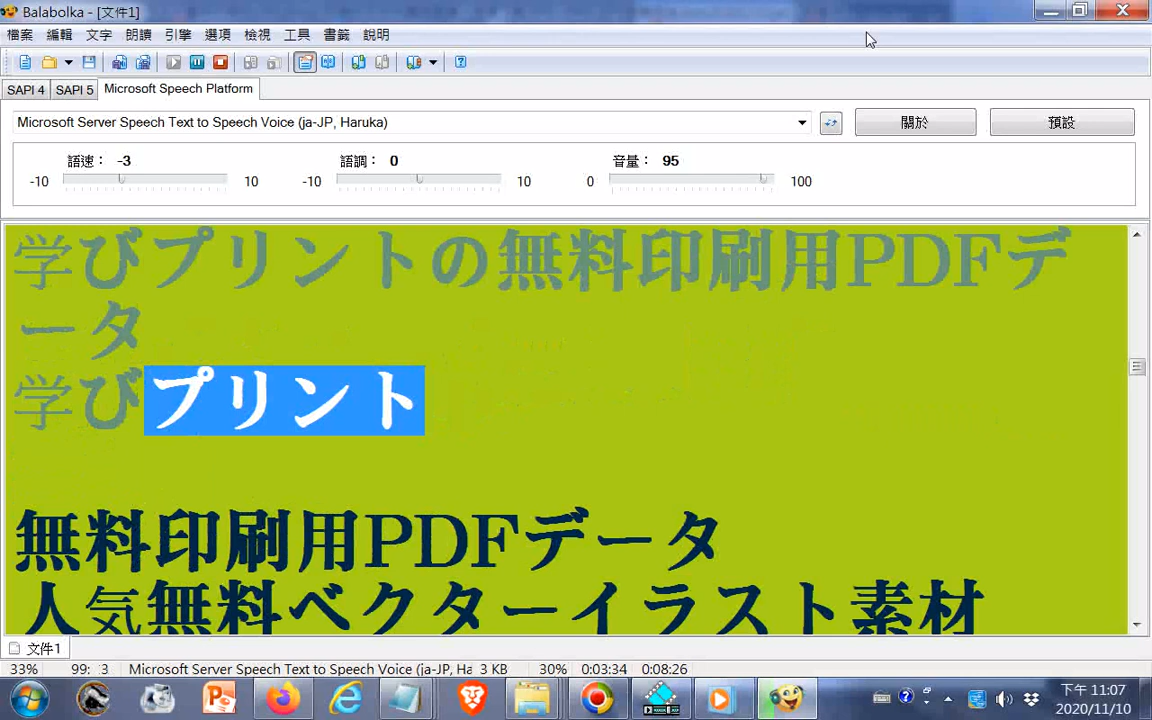 Balabolka - [文件1]
檔案 編輯 文字 朗讀 引擎 選項 檢視 工具 書籤 說明
SAPI 4 SAPI 5 Microsoft Speech Platform
Microsoft Server Speech Text to Speech Voice (ja-JP, Haruka)
關於 預設
語速： -3 語調： 0 音量： 95
-10 10 -10 10 0 100
学びプリントの無料印刷用PDFデ
ータ
学びプリント
無料印刷用PDFデータ
人気無料ベクターイラスト素材
文件1
33% 99: 3 Microsoft Server Speech Text to Speech Voice (ja-JP, Ha 3 KB 30% 0:03:34 0:08:26
下午 11:07
2020/11/10